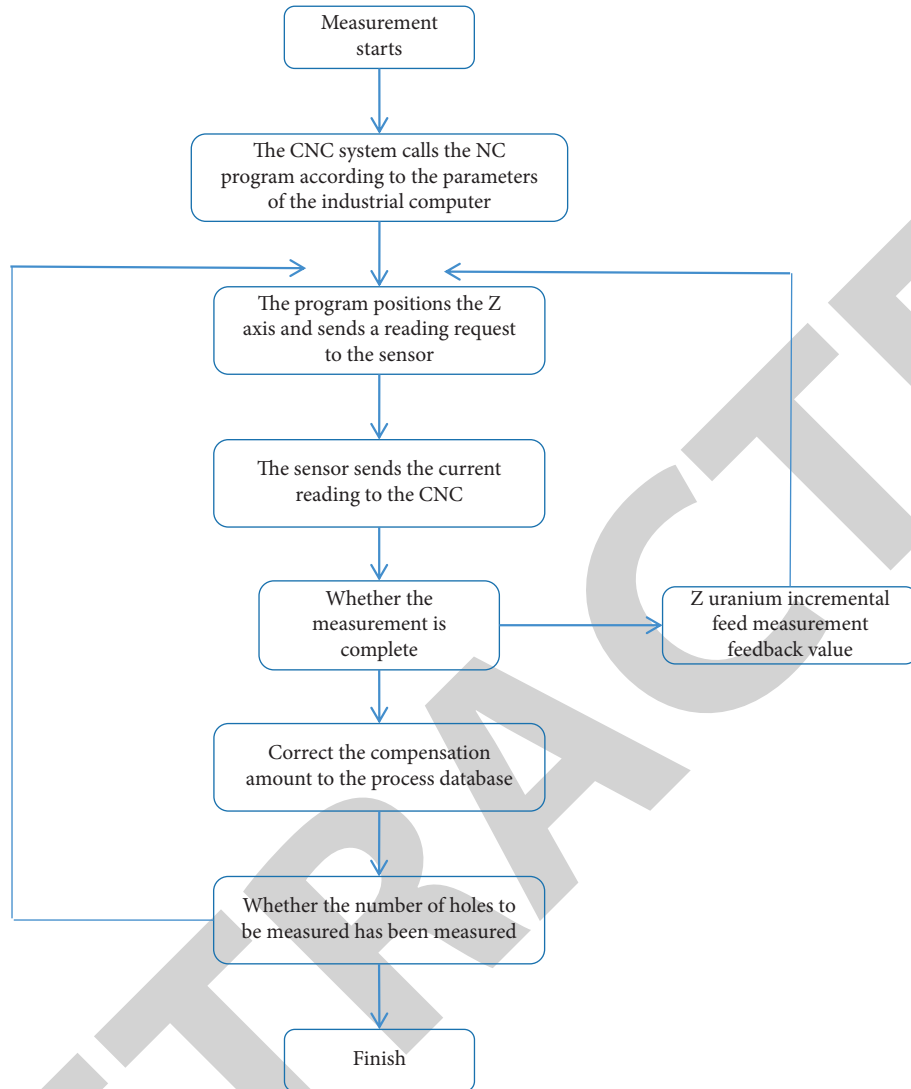 Measurement
starts
The CNC system calls the NC
program according to the parameters
of the industrial computer
The program positions the Z
axis and sends a reading request
to the sensor
The sensor sends the current
reading to the CNC
Whether the
measurement is
complete
Z uranium incremental
feed measurement
feedback value
Correct the compensation
amount to the process database
Whether the number of holes to
be measured has been measured
Finish
TRACTE